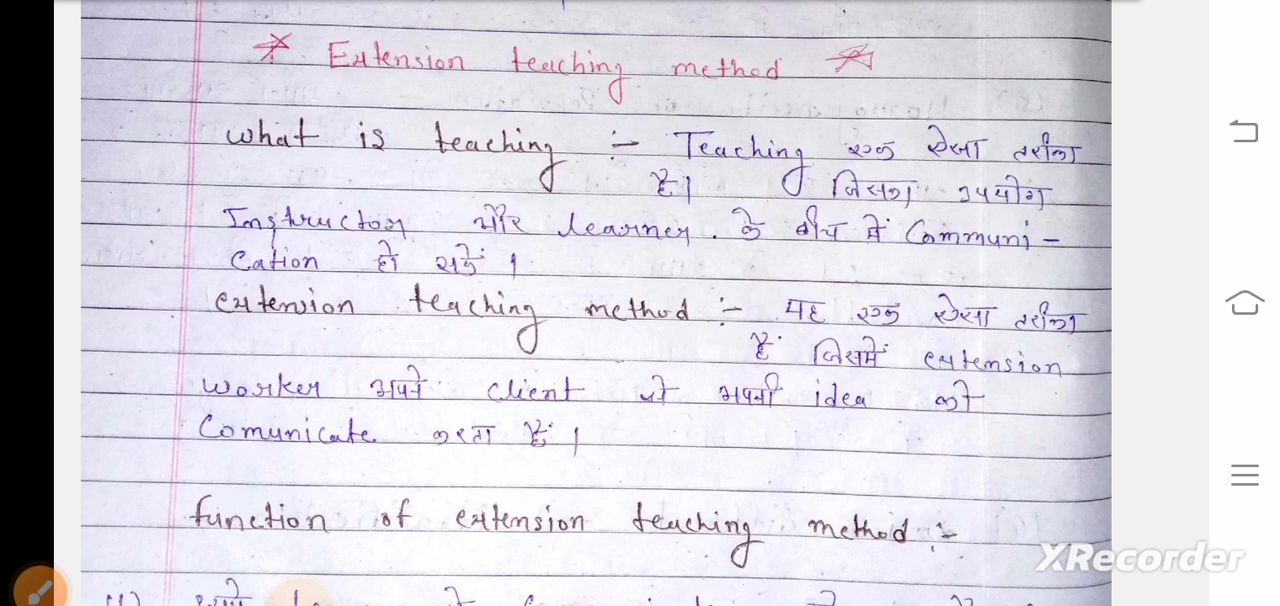 Extension teaching method
What is teaching :- Teaching एक ऐसा तरीका
है। जिसका उपयोग
Instructor और learner. के बीच में Communi -
cation हो सकें ।
extension teaching method :- यह एक ऐसा तरीका
हैं जिसमें extension
worker अपने client से अपनी idea को
Comunicate करता हैं ।
function of extension teaching method :-
XRecorder